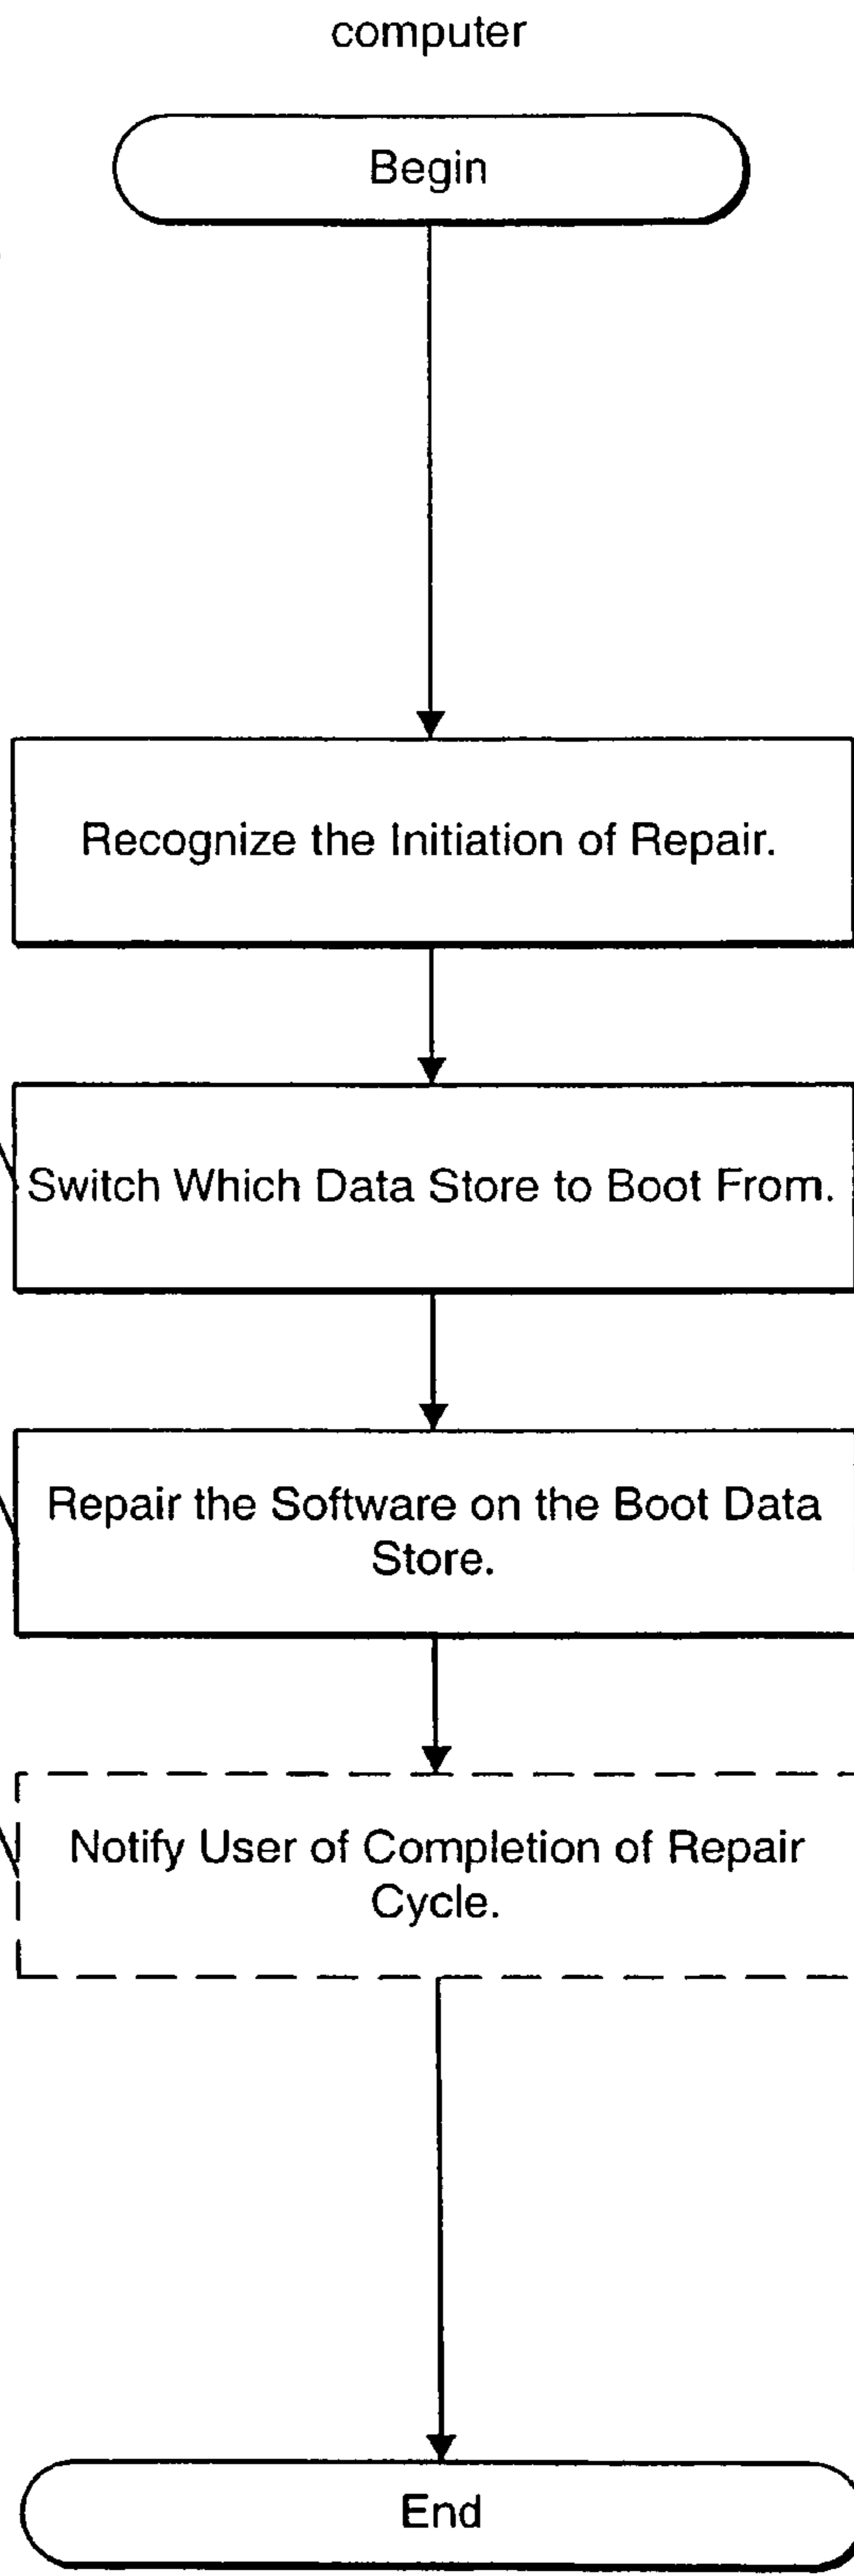 computer
Begin
Recognize the Initiation of Repair.
Switch Which Data Store to Boot From.
Repair the Software on the Boot Data
Store.
Notify User of Completion of Repair
Cycle.
End